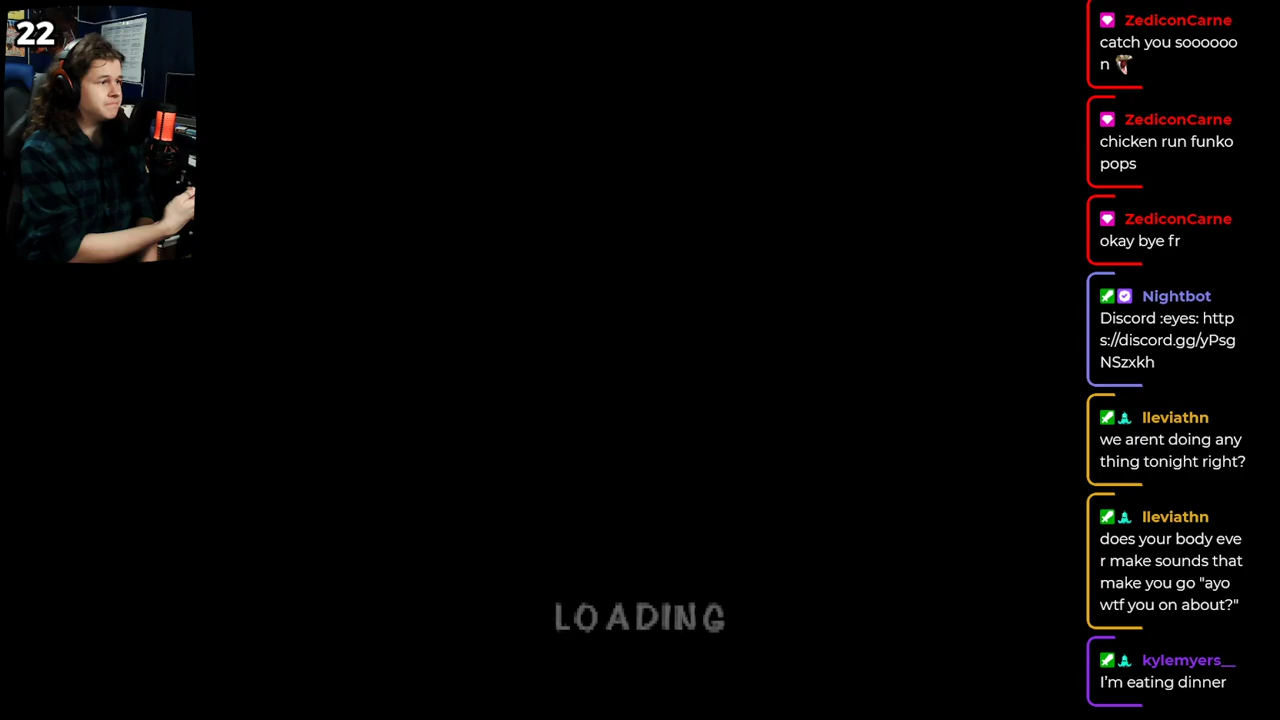 22
ZediconCarne
catch you soooooo
n
ZediconCarne
chicken run funko
pops
ZediconCarne
okay bye fr
Nightbot
Discord :eyes: http
s://discord.gg/yPsg
NSzxkh
lleviathn
we arent doing any
thing tonight right?
lleviathn
does your body eve
r make sounds that
make you go "ayo
wtf you on about?"
kylemyers__
I'm eating dinner
LOADING